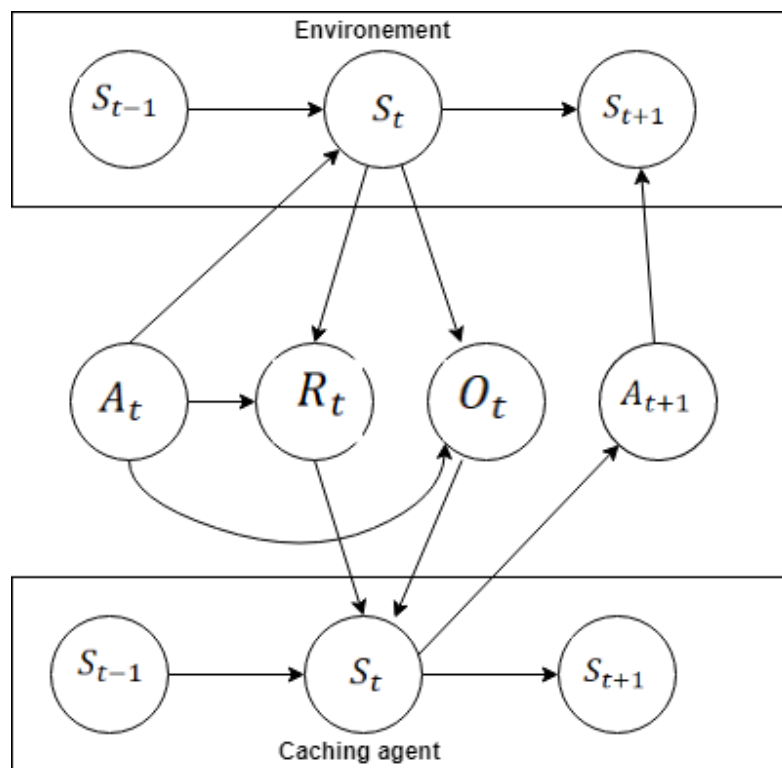 Environement
S_{t−1}
S_t
S_{t+1}
A_t
R_t
O_t
A_{t+1}
S_{t−1}
S_t
S_{t+1}
Caching agent